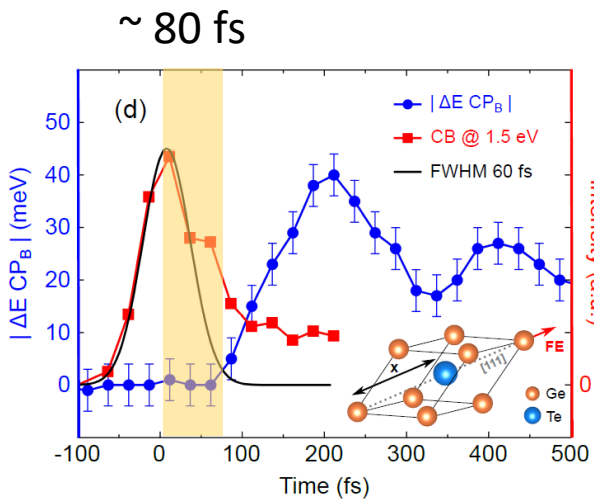 ~ 80 fs
(d)
| ΔE CP_B |
CB @ 1.5 eV
FWHM 60 fs
| ΔE CP_B | (meV)
50
40
30
20
10
0
0
x
[111]
FE
Ge
Te
-100
0
100
200
300
400
500
Time (fs)